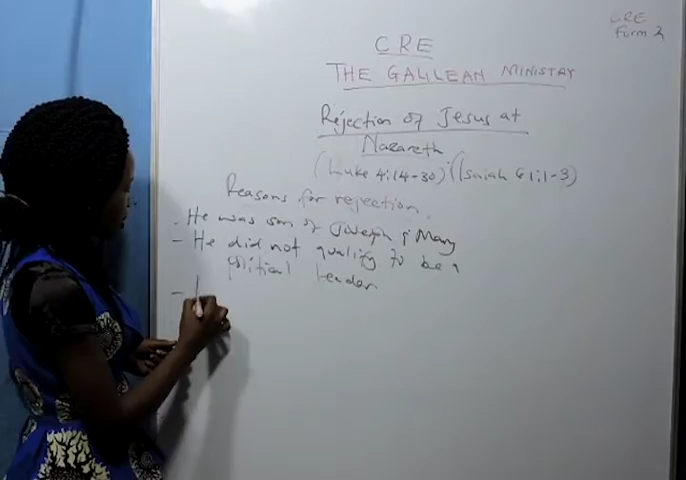 CRE
Form 2
CRE
THE GALILEAN MINISTRY
Rejection of Jesus at
Nazareth
(Luke 4:14-30) (Isaiah 61:1-3)
Reasons for rejection.
- He was son of Joseph & Mary
- He did not qualify to be a
political leader
-